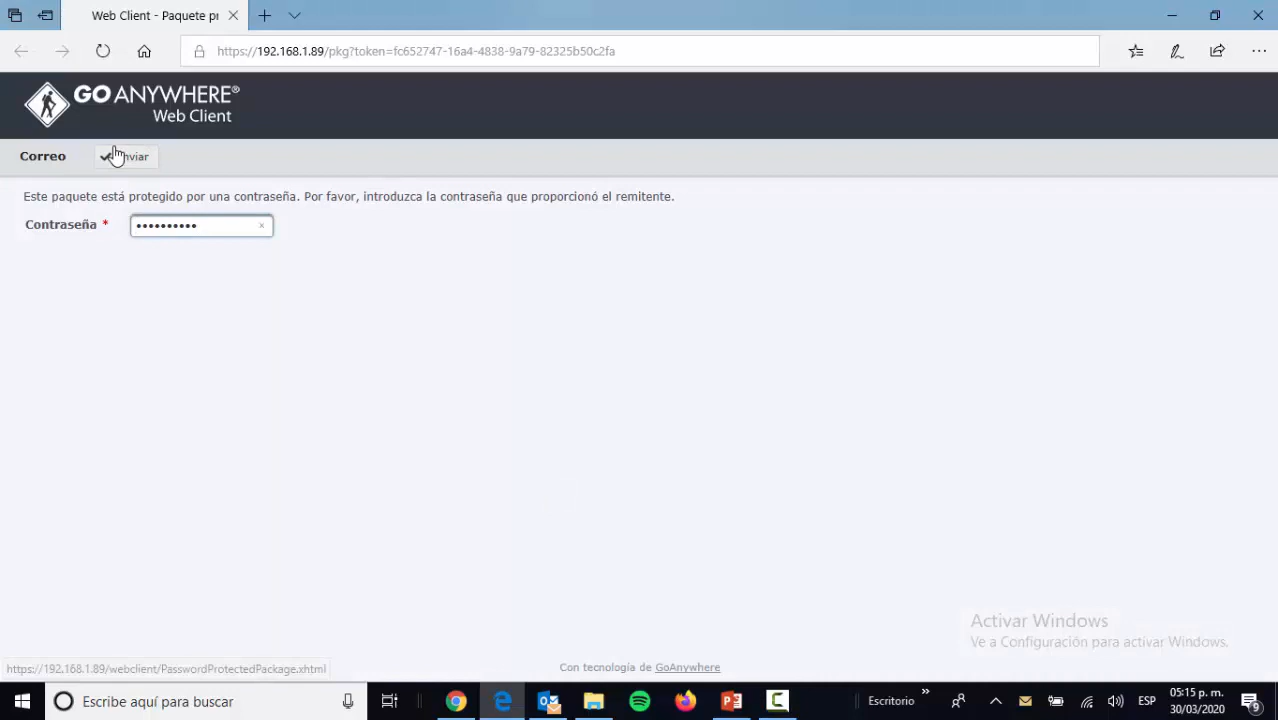 Web Client - Paquete pr
https://192.168.1.89/pkg?token=fc652747-16a4-4838-9a79-82325b50c2fa
GO ANYWHERE®
Web Client
Correo
Este paquete está protegido por una contraseña. Por favor, introduzca la contraseña que proporcionó el remitente.
Contraseña *
Activar Windows
Ve a Configuración para activar Windows.
https://192.168.1.89/webclient/PasswordProtectedPackage.xhtml
Con tecnología de GoAnywhere
Escribe aquí para buscar
Escritorio
ESP
05:15 p. m.
30/03/2020
9